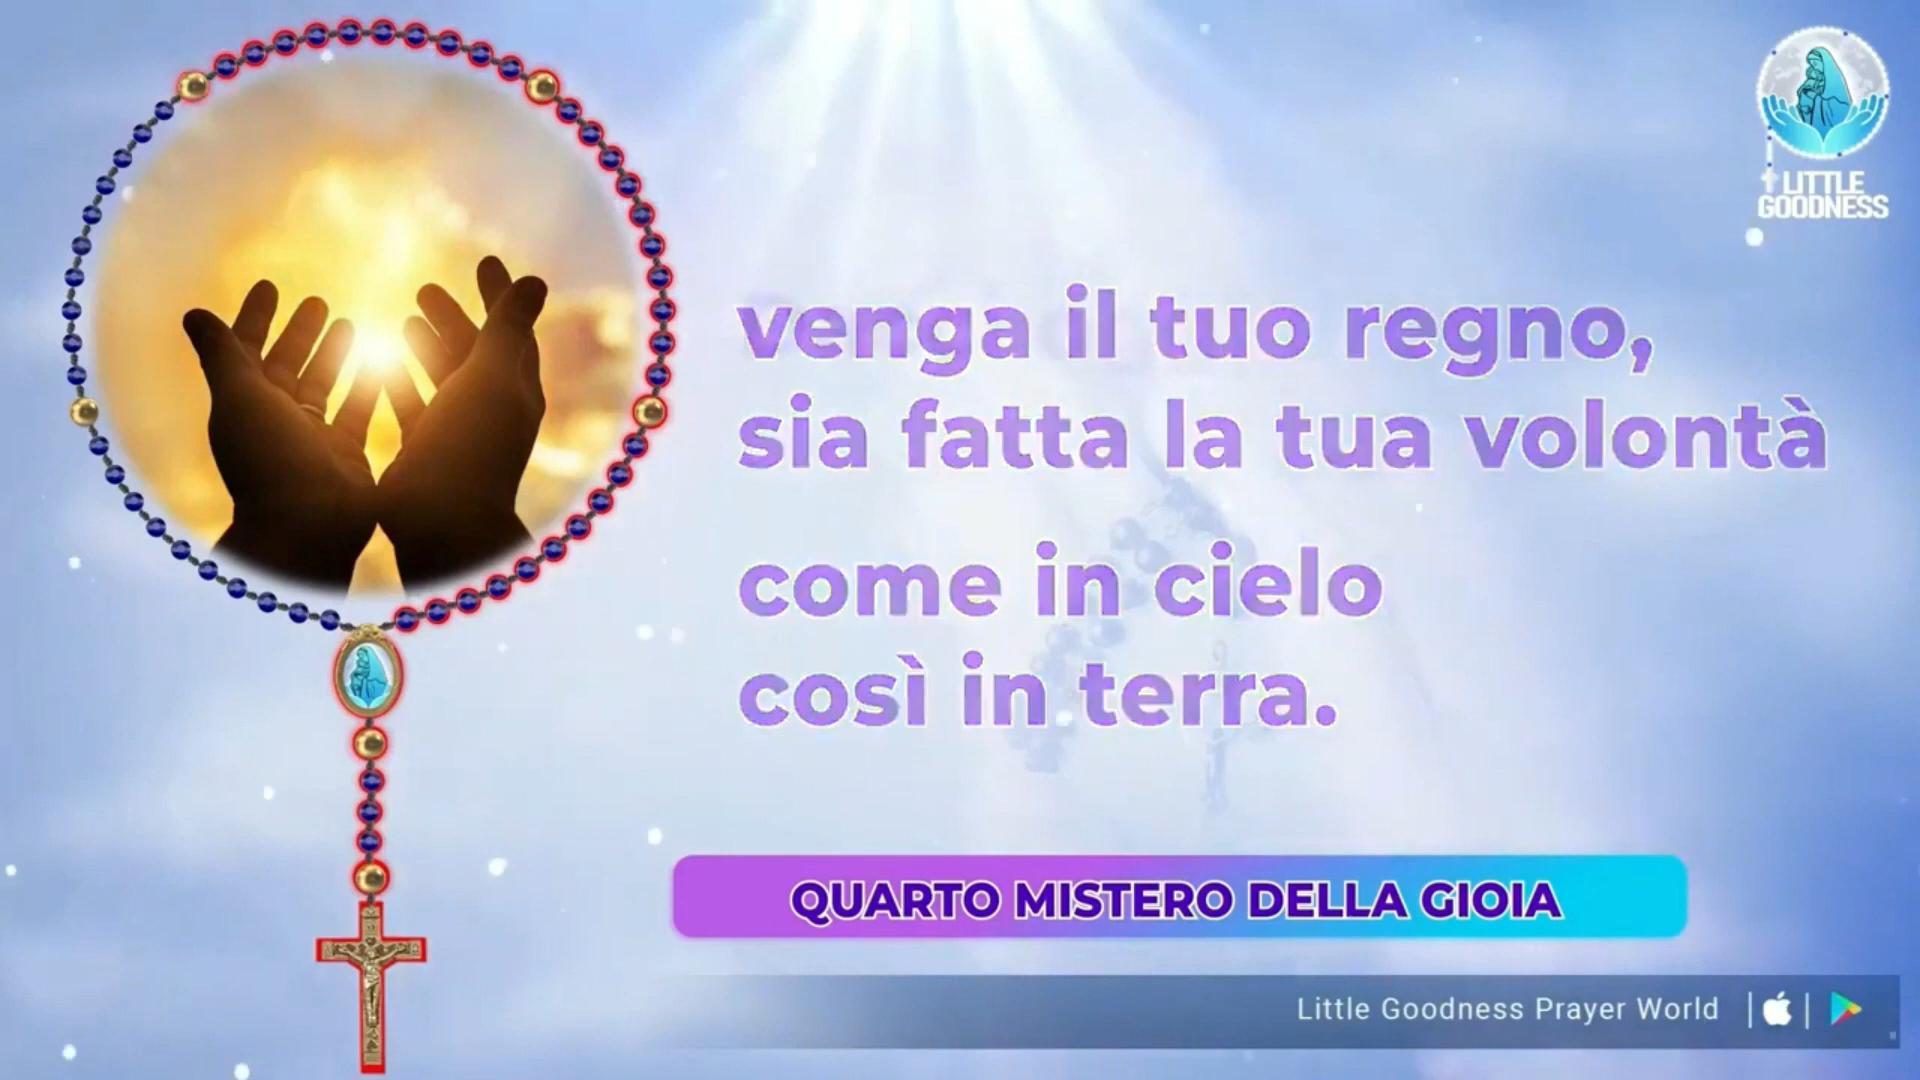 LITTLE
GOODNESS
venga il tuo regno,
sia fatta la tua volontà
come in cielo
così in terra.
QUARTO MISTERO DELLA GIOIA
Little Goodness Prayer World